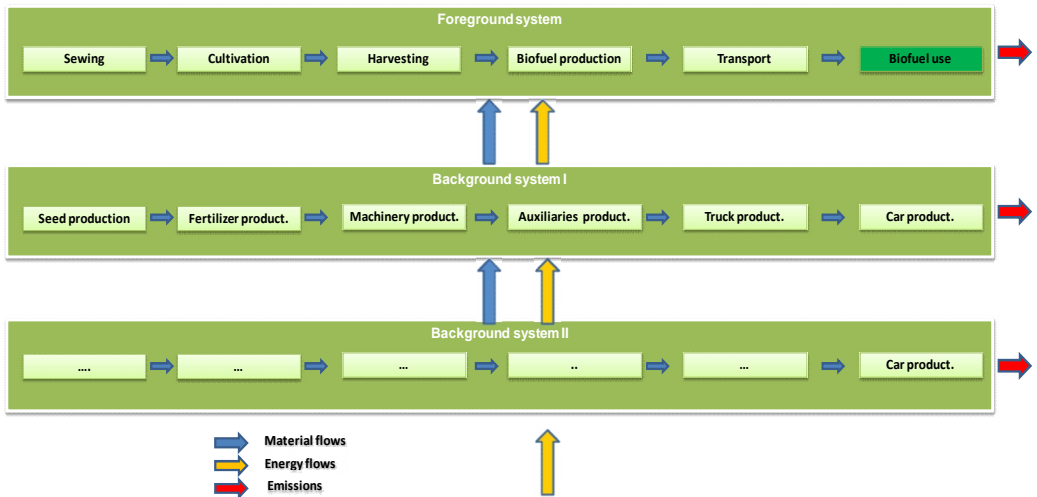 Foreground system
Sewing
Cultivation
Harvesting
Biofuel production
Transport
Biofuel use
Background system I
Seed production
Fertilizer product.
Machinery product.
Auxiliaries product.
Truck product.
Car product.
Background system II
....
...
...
..
...
Car product.
Material flows
Energy flows
Emissions